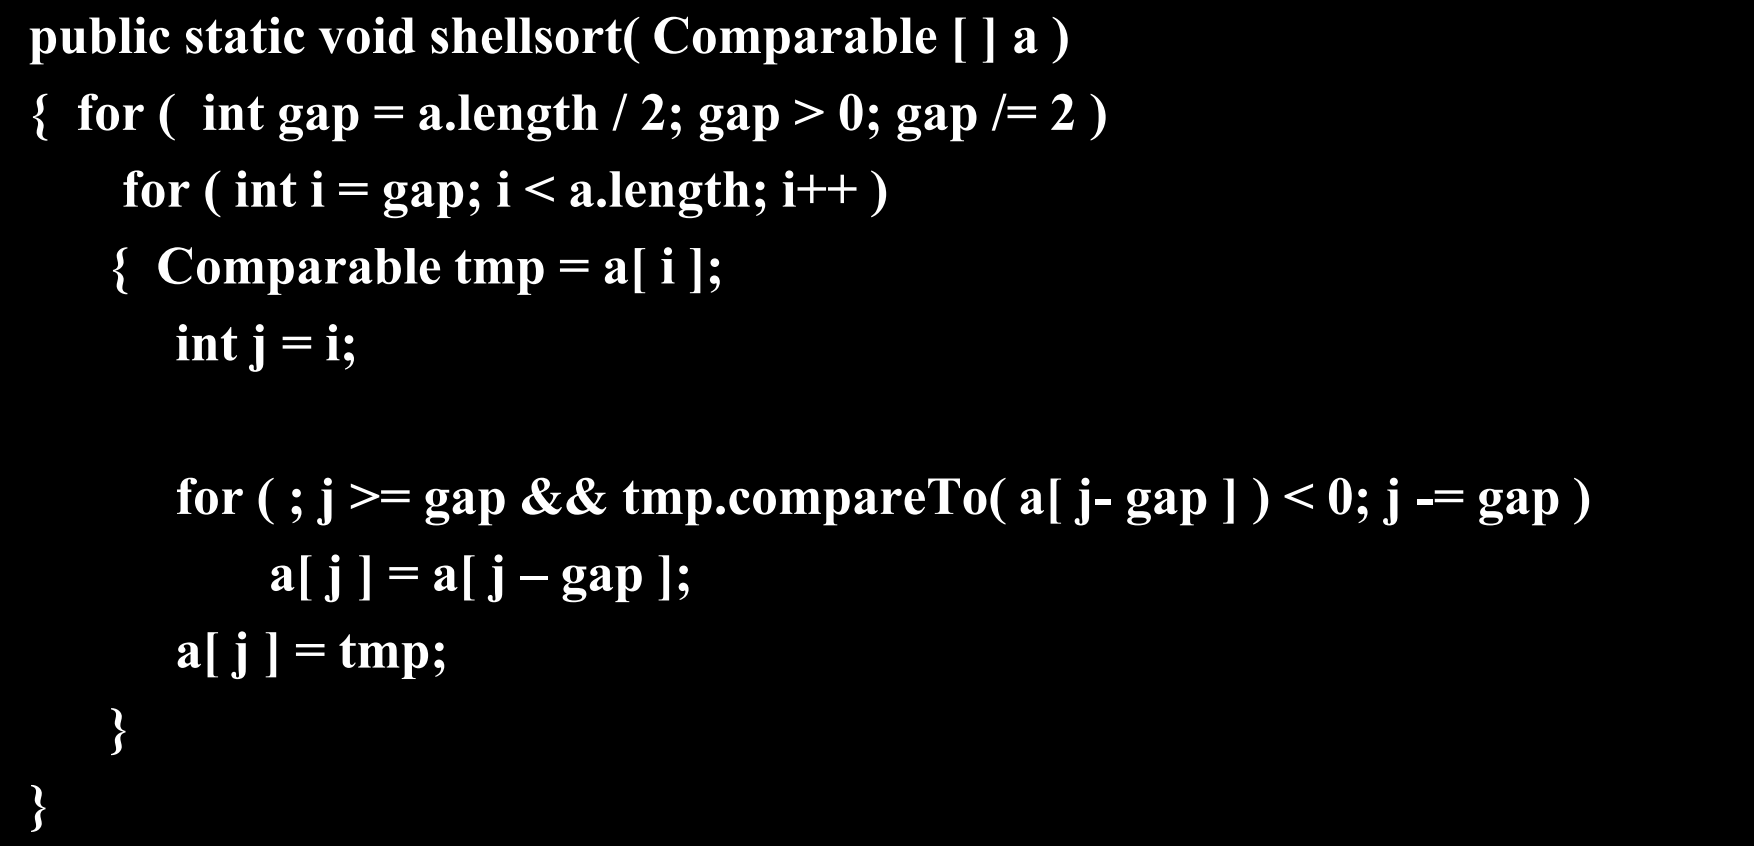 public static void shellsort( Comparable [ ] a )
{ for ( int gap = a.length / 2; gap > 0; gap /= 2 )
for ( int i = gap; i < a.length; i++ )
{ Comparable tmp = a[ i ];
int j = i;
for ( ; j >= gap && tmp.compareTo( a[ j- gap ] ) < 0; j -= gap )
a[ j ] = a[ j – gap ];
a[ j ] = tmp;
}
}